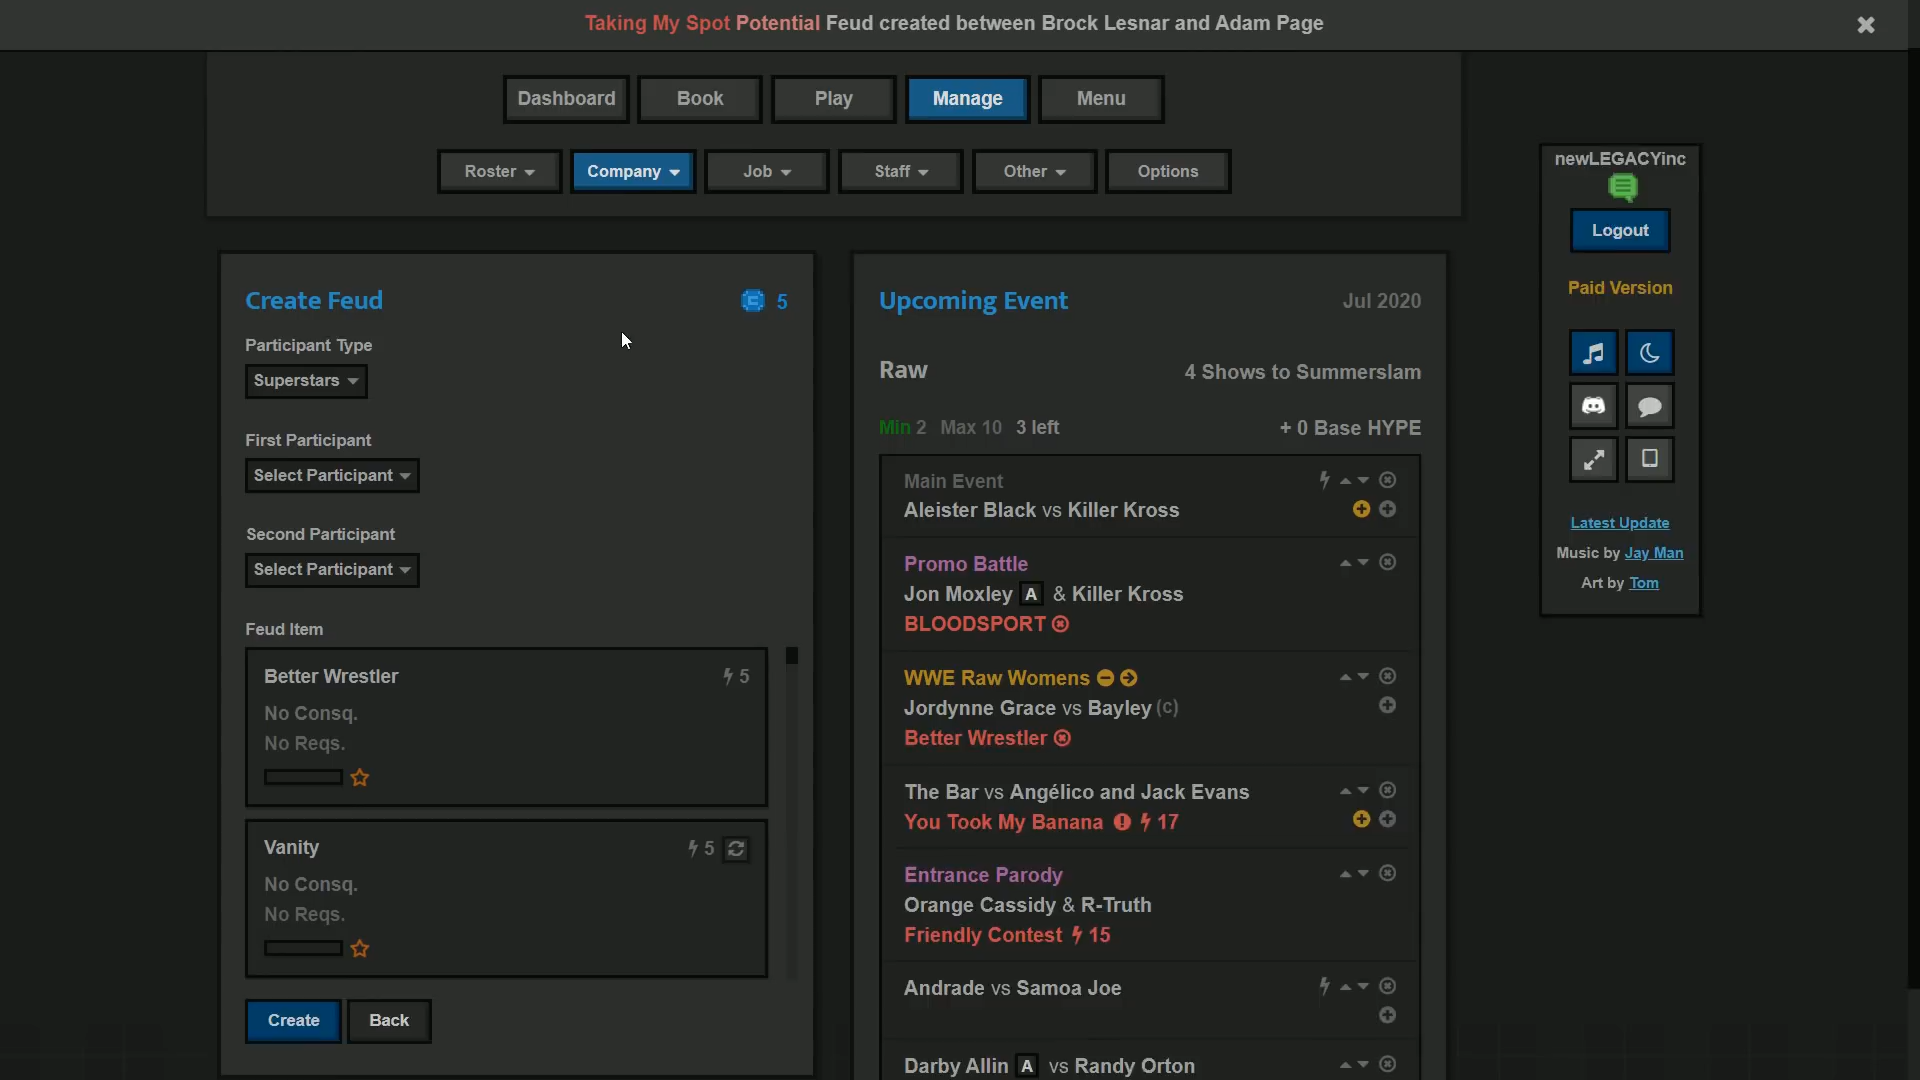 Taking My Spot Potential Feud created between Brock Lesnar and Adam Page
Dashboard Book Play Manage Menu
Roster Company Job Staff Other Options
Create Feud 5
Participant Type
Superstars
First Participant
Select Participant
Second Participant
Select Participant
Feud Item
Better Wrestler 5
No Consq.
No Reqs.
Vanity 5
No Consq.
No Reqs.
Create Back
Upcoming Event Jul 2020
Raw 4 Shows to Summerslam
Min 2 Max 10 3 left + 0 Base HYPE
Main Event
Aleister Black vs Killer Kross
Promo Battle
Jon Moxley A & Killer Kross
BLOODSPORT
WWE Raw Womens
Jordynne Grace vs Bayley (c)
Better Wrestler
The Bar vs Angélico and Jack Evans
You Took My Banana 17
Entrance Parody
Orange Cassidy & R-Truth
Friendly Contest 15
Andrade vs Samoa Joe
Darby Allin A vs Randy Orton
newLEGACYinc
Logout
Paid Version
Latest Update
Music by Jay Man
Art by Tom